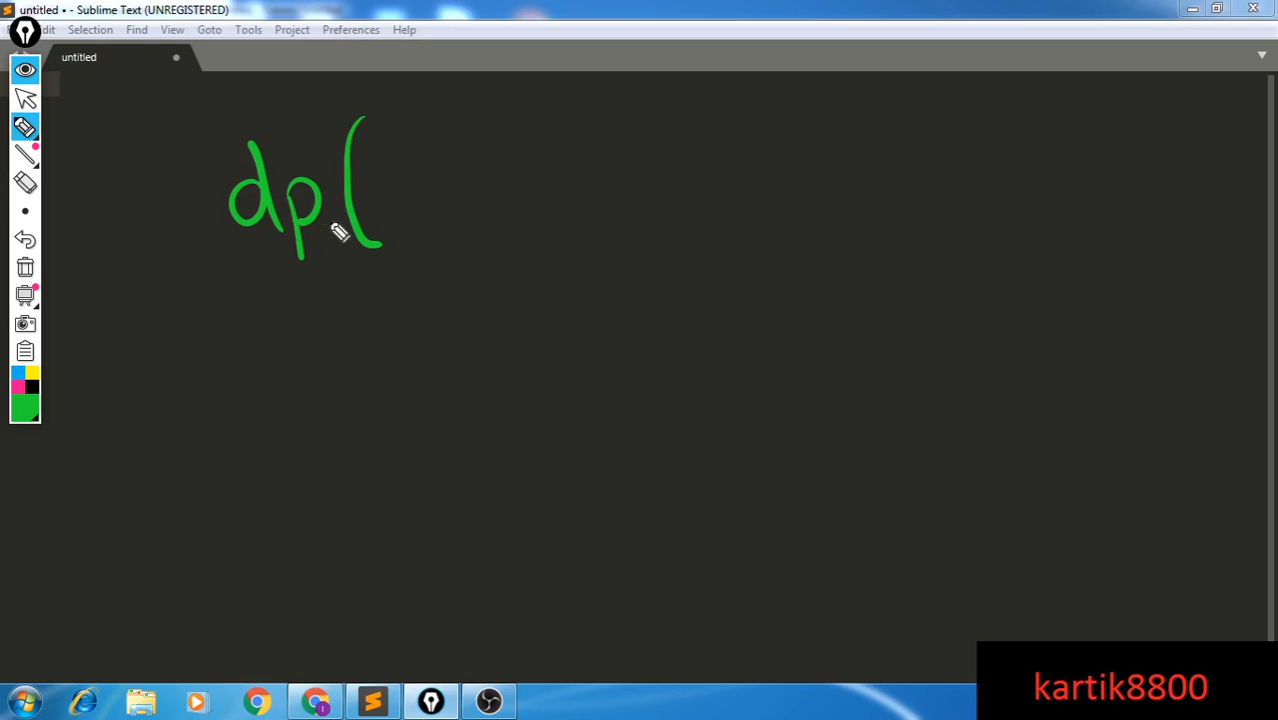 untitled • - Sublime Text (UNREGISTERED)
dit Selection Find View Goto Tools Project Preferences Help
untitled
dp(
kartik8800